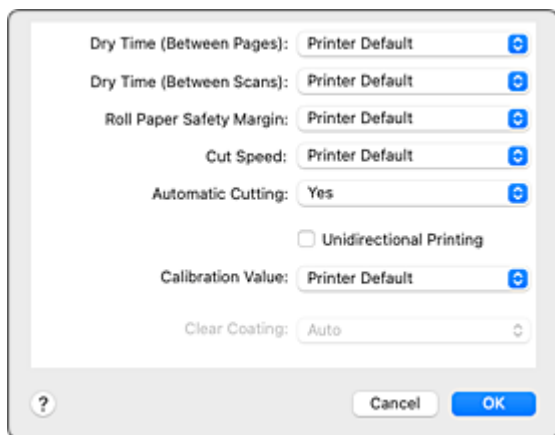 Dry Time (Between Pages): Printer Default
Dry Time (Between Scans): Printer Default
Roll Paper Safety Margin: Printer Default
Cut Speed: Printer Default
Automatic Cutting: Yes
Unidirectional Printing
Calibration Value: Printer Default
Clear Coating: Auto
? Cancel OK